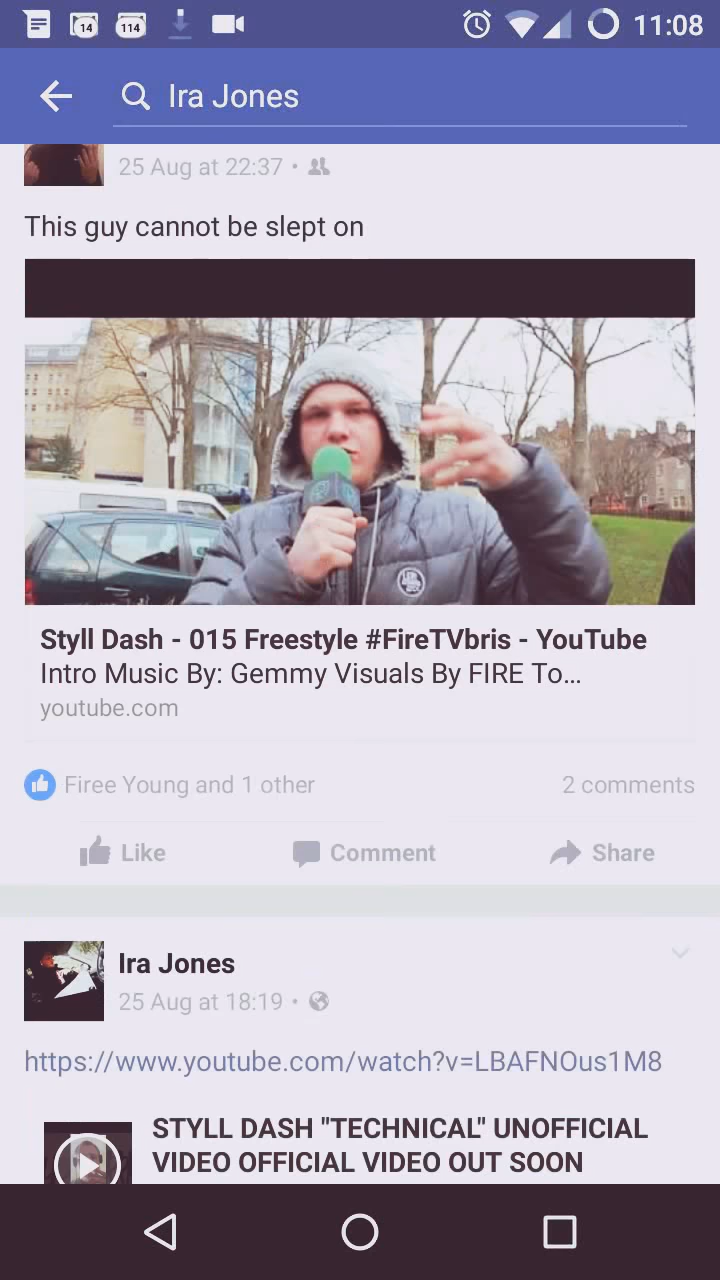 14
114
11:08
Ira Jones
25 Aug at 22:37 •
This guy cannot be slept on
Styll Dash - 015 Freestyle #FireTVbris - YouTube
Intro Music By: Gemmy Visuals By FIRE To...
youtube.com
Firee Young and 1 other
2 comments
Like
Comment
Share
Ira Jones
25 Aug at 18:19 •
https://www.youtube.com/watch?v=LBAFNOus1M8
STYLL DASH "TECHNICAL" UNOFFICIAL
VIDEO OFFICIAL VIDEO OUT SOON